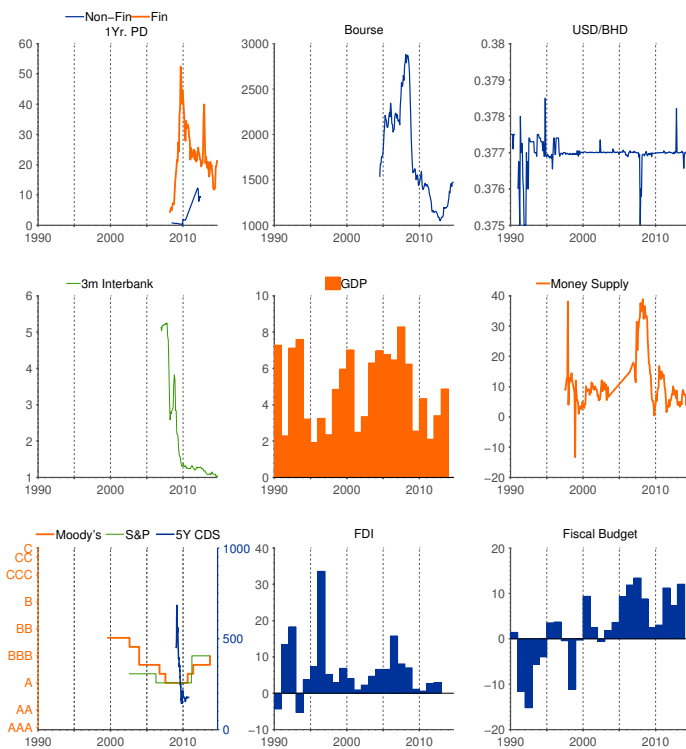 Non-Fin Fin
1Yr. PD
60
50
40
30
20
10
0
1990 2000 2010
Bourse
3000
2500
2000
1500
1000
1990 2000 2010
USD/BHD
0.38
0.379
0.378
0.377
0.376
0.375
1990 2000 2010
3m Interbank
6
5
4
3
2
1
1990 2000 2010
GDP
10
8
6
4
2
0
1990 2000 2010
Money Supply
40
30
20
10
0
-10
-20
1990 2000 2010
Moody's S&P 5Y CDS
C
CC
CCC
B
BB
BBB
A
AA
AAA
1000
500
0
1990 2000 2010
FDI
40
30
20
10
0
-10
1990 2000 2010
Fiscal Budget
20
10
0
-10
-20
1990 2000 2010